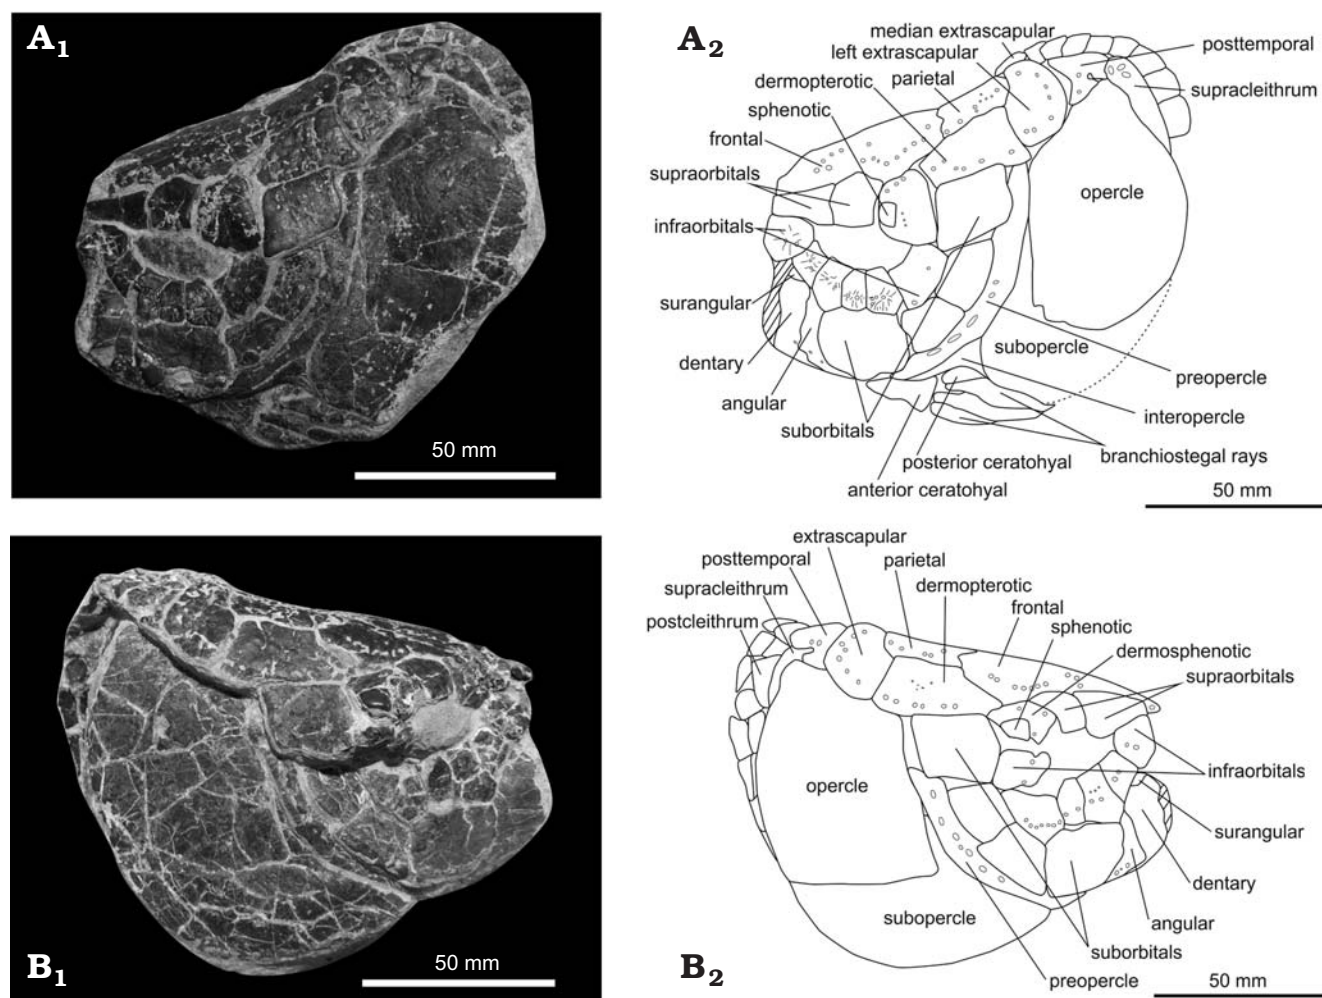 A1
50 mm
A2
median extrascapular
left extrascapular
parietal
dermopterotic
sphenotic
frontal
supraorbitals
infraorbitals
surangular
dentary
angular
suborbitals
posttemporal
supracleithrum
opercle
subopercle
preopercle
interopercle
branchiostegal rays
posterior ceratohyal
anterior ceratohyal
50 mm
B1
50 mm
B2
extrascapular
posttemporal
parietal
supracleithrum
dermopterotic
postcleithrum
frontal
sphenotic
dermosphenotic
supraorbitals
infraorbitals
opercle
surangular
dentary
subopercle
angular
suborbitals
preopercle
50 mm